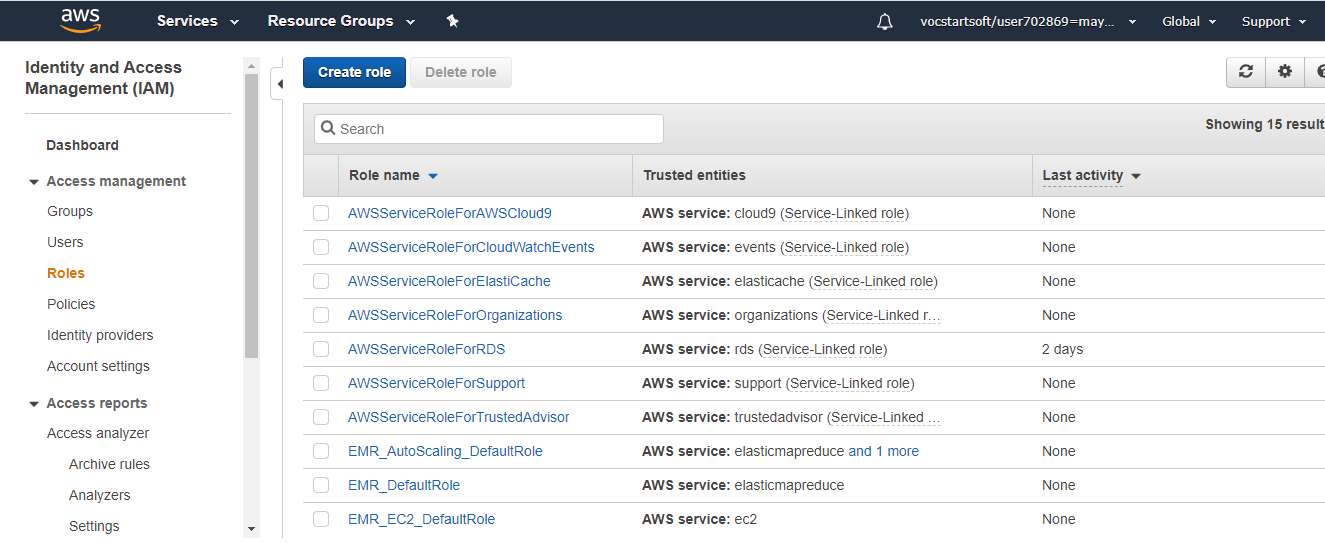 aws Services Resource Groups vocstartsoft/user702869=may... Global Support
Identity and Access
Management (IAM)
Dashboard
Access management
Groups
Users
Roles
Policies
Identity providers
Account settings
Access reports
Access analyzer
Archive rules
Analyzers
Settings
Create role Delete role
Search Showing 15 result
Role name Trusted entities Last activity
AWSServiceRoleForAWSCloud9 AWS service: cloud9 (Service-Linked role) None
AWSServiceRoleForCloudWatchEvents AWS service: events (Service-Linked role) None
AWSServiceRoleForElastiCache AWS service: elasticache (Service-Linked role) None
AWSServiceRoleForOrganizations AWS service: organizations (Service-Linked r… None
AWSServiceRoleForRDS AWS service: rds (Service-Linked role) 2 days
AWSServiceRoleForSupport AWS service: support (Service-Linked role) None
AWSServiceRoleForTrustedAdvisor AWS service: trustedadvisor (Service-Linked … None
EMR_AutoScaling_DefaultRole AWS service: elasticmapreduce and 1 more None
EMR_DefaultRole AWS service: elasticmapreduce None
EMR_EC2_DefaultRole AWS service: ec2 None